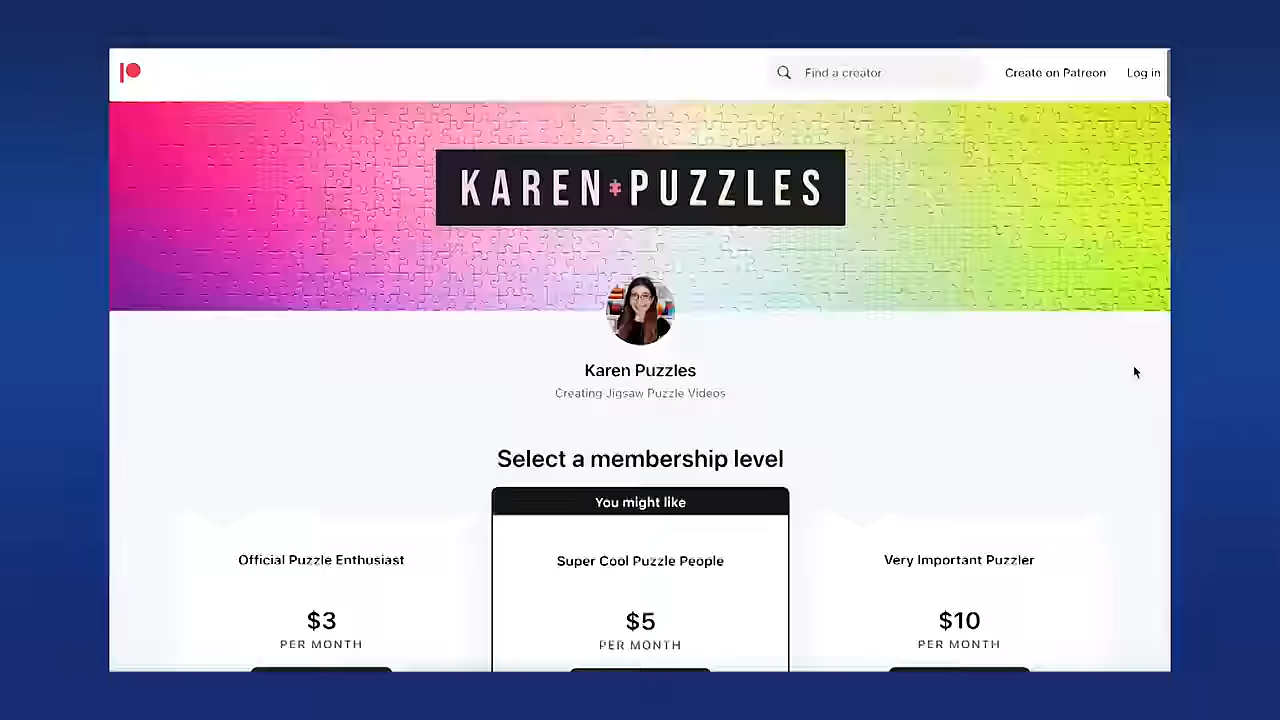 Find a creator
Create on Patreon
Log in
KAREN PUZZLES
Karen Puzzles
Creating Jigsaw Puzzle Videos
Select a membership level
You might like
Official Puzzle Enthusiast
$3
PER MONTH
Super Cool Puzzle People
$5
PER MONTH
Very Important Puzzler
$10
PER MONTH